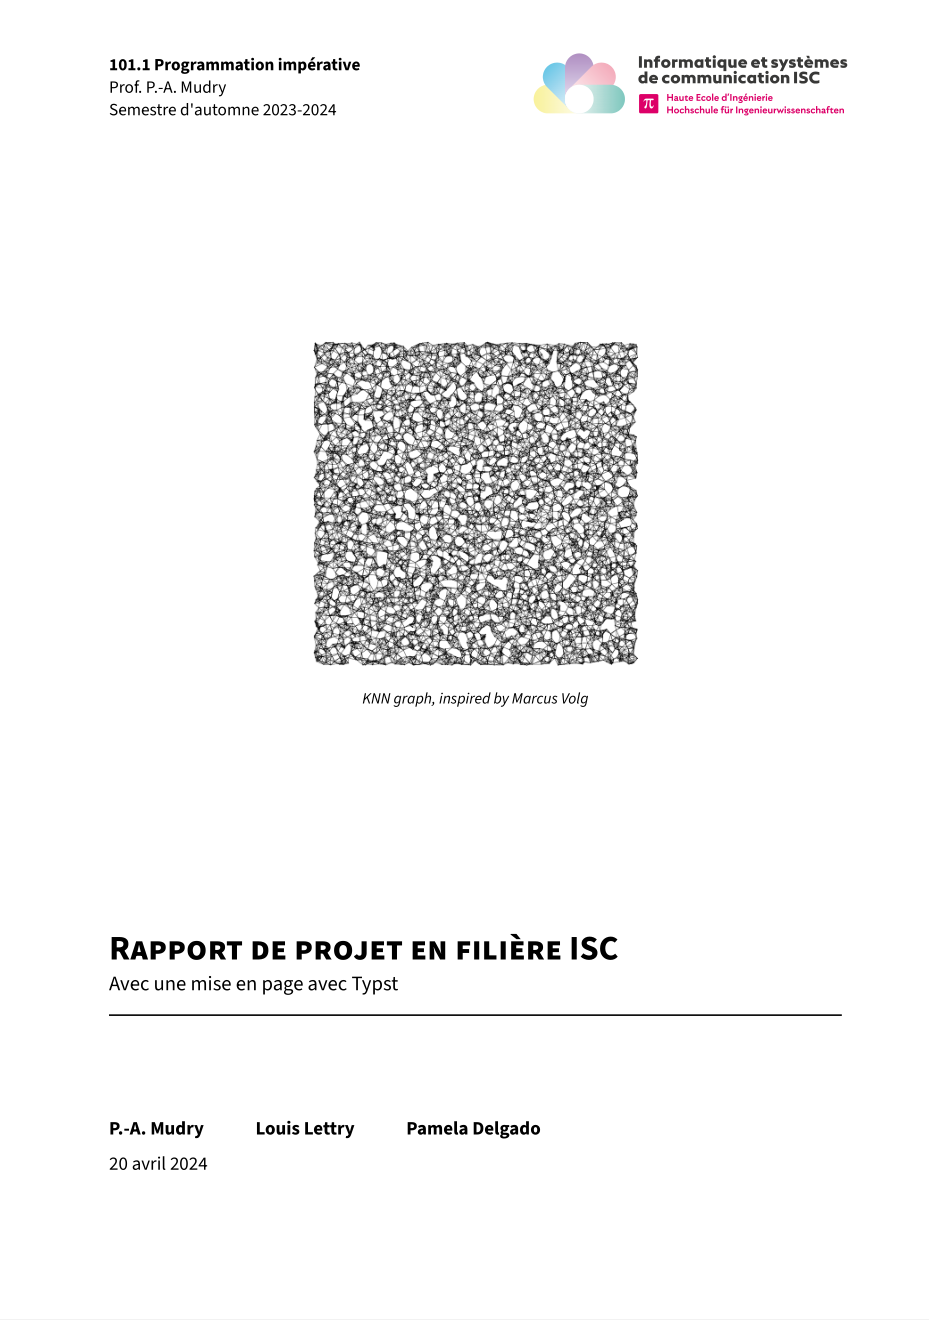 101.1 Programmation impérative
Prof. P.-A. Mudry
Semestre d'automne 2023-2024
Informatique et systèmes
de communication ISC
π
Haute Ecole d'Ingénierie
Hochschule für Ingenieurwissenschaften
KNN graph, inspired by Marcus Volg
Rapport de projet en filière ISC
Avec une mise en page avec Typst
P.-A. Mudry Louis Lettry Pamela Delgado
20 avril 2024